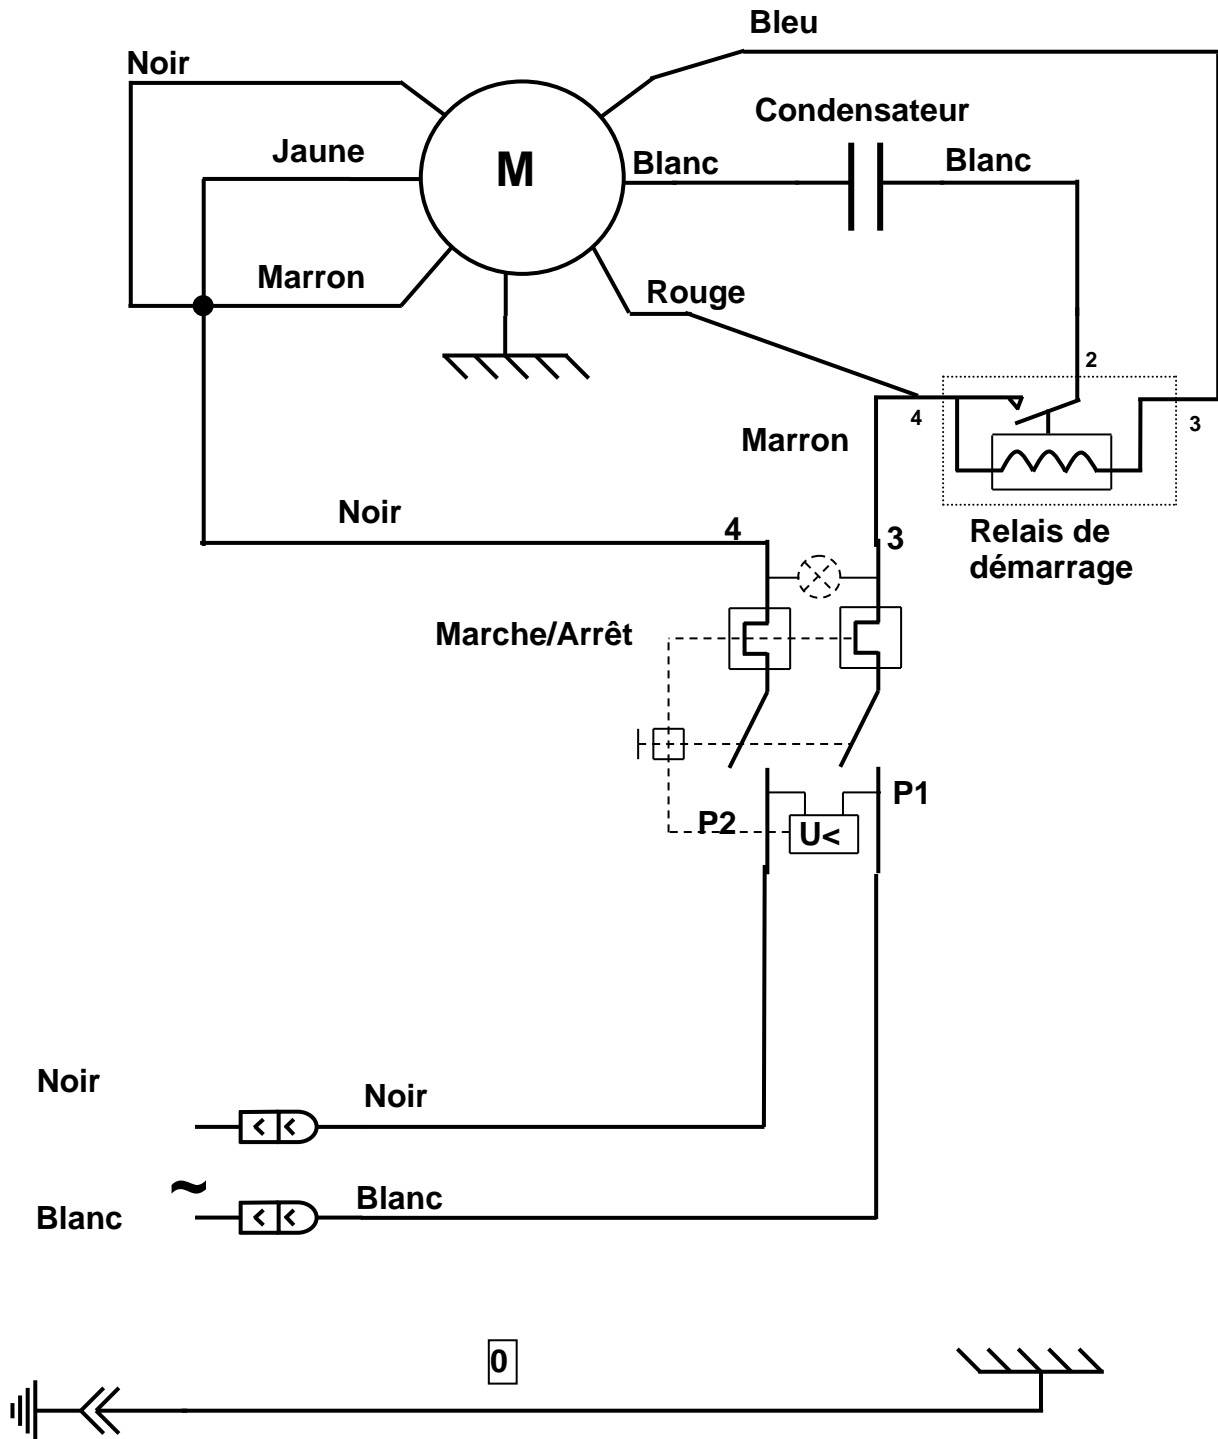 Bleu
Noir
Condensateur
Jaune
M
Blanc
Blanc
Marron
Rouge
2
4
3
Marron
Noir
4
3
Relais de
démarrage
Marche/Arrêt
P1
P2
U<
Noir
Noir
~
Blanc
Blanc
0